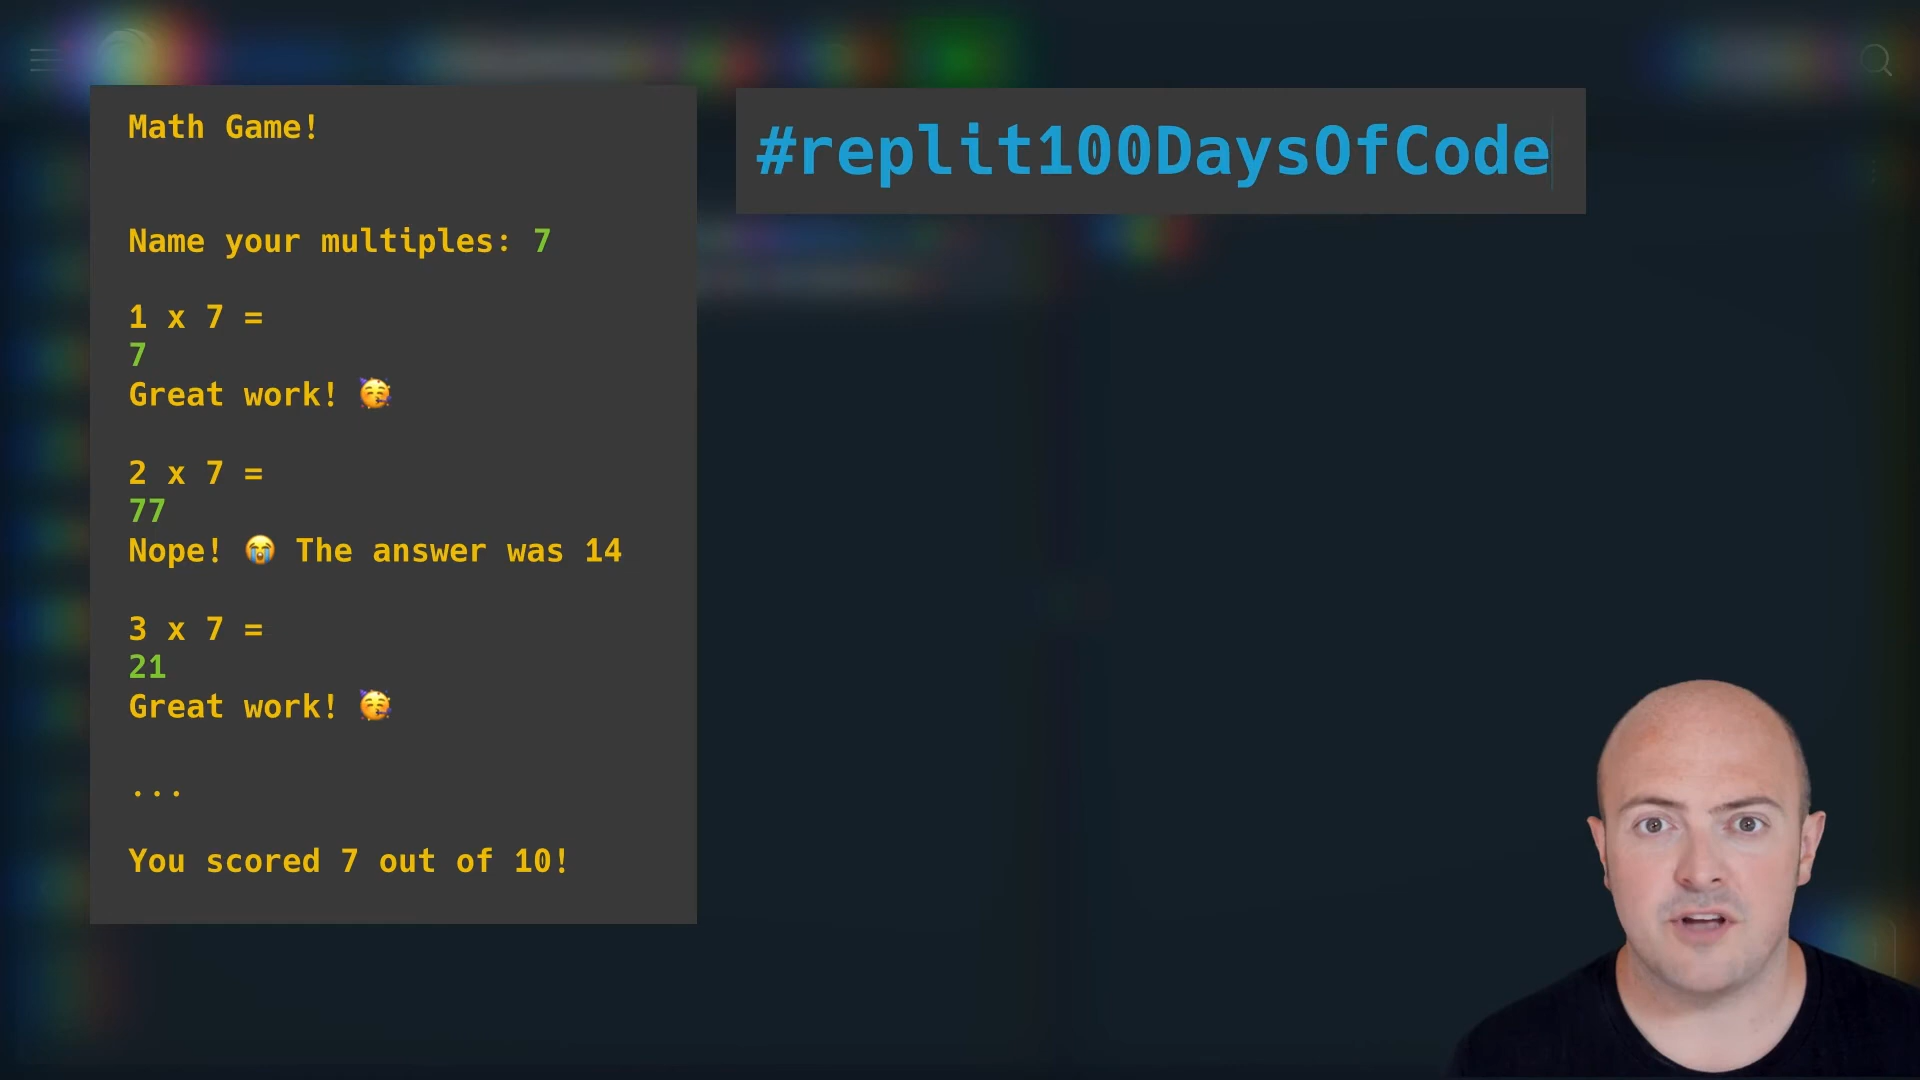 Math Game!
Name your multiples: 7
1 x 7 =
7
Great work! 🥳
2 x 7 =
77
Nope! 😭 The answer was 14
3 x 7 =
21
Great work! 🥳
...
You scored 7 out of 10!
#replit100DaysOfCode